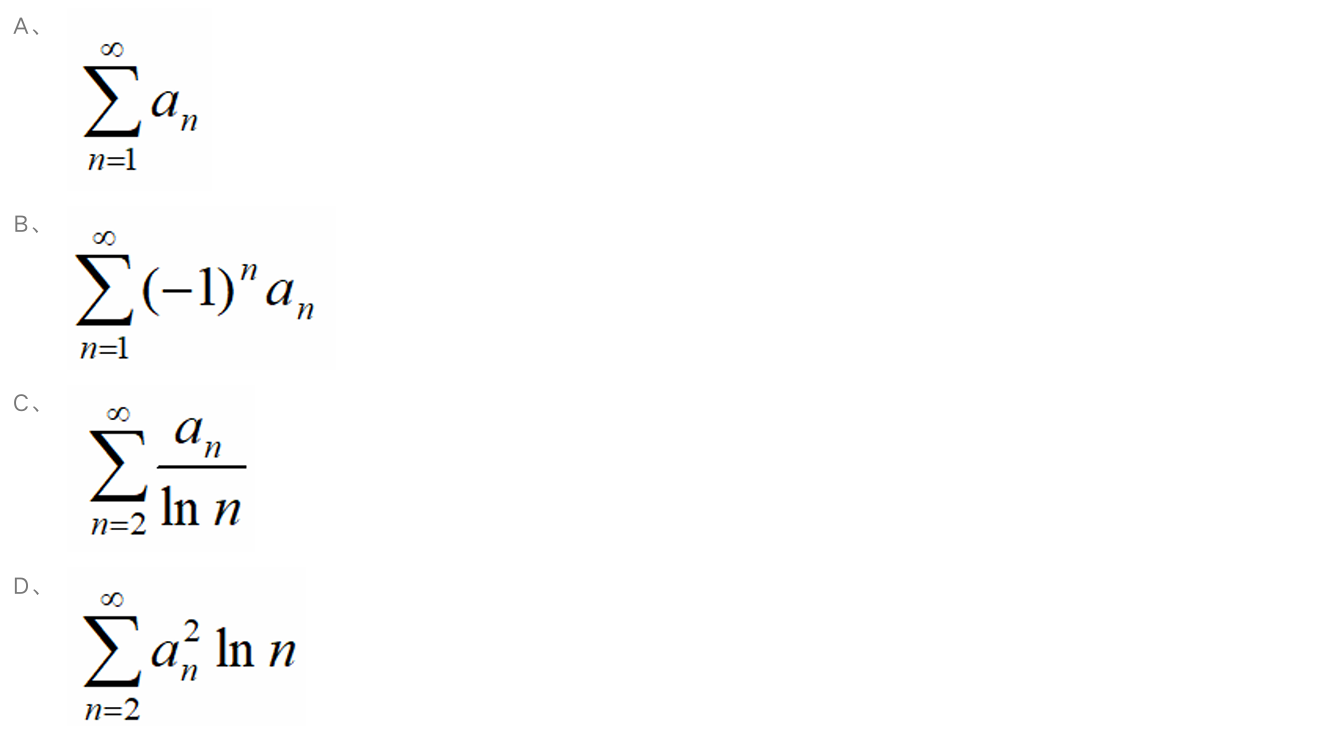 A、
$\sum_{n=1}^{\infty} a_n$
B、
$\sum_{n=1}^{\infty} (-1)^n a_n$
C、
$\sum_{n=2}^{\infty} \frac{a_n}{\ln n}$
D、
$\sum_{n=2}^{\infty} a_n^2 \ln n$